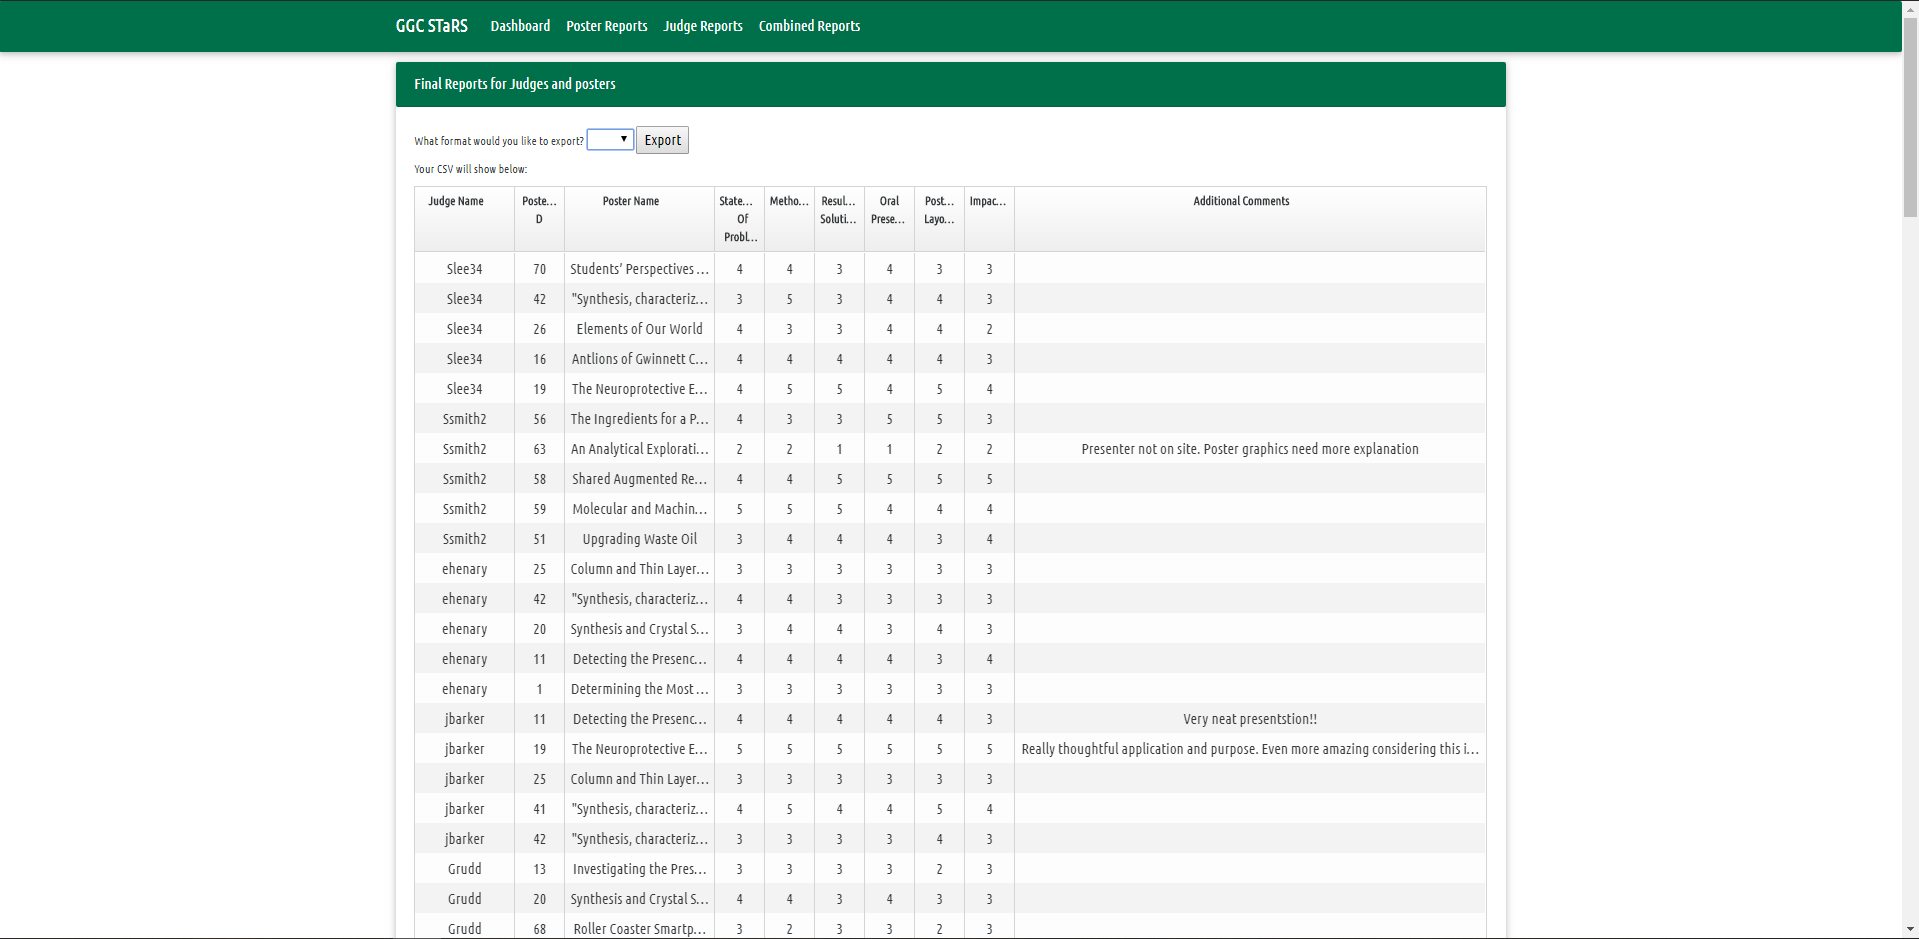 GGC STaRS Dashboard Poster Reports Judge Reports Combined Reports
Final Reports for Judges and posters
What format would you like to export? Export
Your CSV will show below:
Judge Name Poste... Poster Name State... Metho... Resul... Oral Post... Impac... Additional Comments
D Of Soluti... Prese... Layo...
Probl...
Slee34 70 Students' Perspectives ... 4 4 3 4 3 3
Slee34 42 "Synthesis, characteriz... 3 5 3 4 4 3
Slee34 26 Elements of Our World 4 3 3 4 4 2
Slee34 16 Antlions of Gwinnett C... 4 4 4 4 4 3
Slee34 19 The Neuroprotective E... 4 5 5 4 5 4
Ssmith2 56 The Ingredients for a P... 4 3 3 5 5 3
Ssmith2 63 An Analytical Explorati... 2 2 1 1 2 2 Presenter not on site. Poster graphics need more explanation
Ssmith2 58 Shared Augmented Re... 4 4 5 5 5 5
Ssmith2 59 Molecular and Machin... 5 5 5 4 4 4
Ssmith2 51 Upgrading Waste Oil 3 4 4 4 3 4
ehenary 25 Column and Thin Layer... 3 3 3 3 3 3
ehenary 42 "Synthesis, characteriz... 4 4 3 3 3 3
ehenary 20 Synthesis and Crystal S... 3 4 4 3 4 3
ehenary 11 Detecting the Presenc... 4 4 4 4 3 4
ehenary 1 Determining the Most ... 3 3 3 3 3 3
jbarker 11 Detecting the Presenc... 4 4 4 4 4 3 Very neat presentstion!!
jbarker 19 The Neuroprotective E... 5 5 5 5 5 5 Really thoughtful application and purpose. Even more amazing considering this i...
jbarker 25 Column and Thin Layer... 3 3 3 3 3 3
jbarker 41 "Synthesis, characteriz... 4 5 4 4 5 4
jbarker 42 "Synthesis, characteriz... 3 3 3 3 4 3
Grudd 13 Investigating the Pres... 3 3 3 3 2 3
Grudd 20 Synthesis and Crystal S... 4 4 3 4 3 3
Grudd 68 Roller Coaster Smartp... 3 2 3 3 2 3